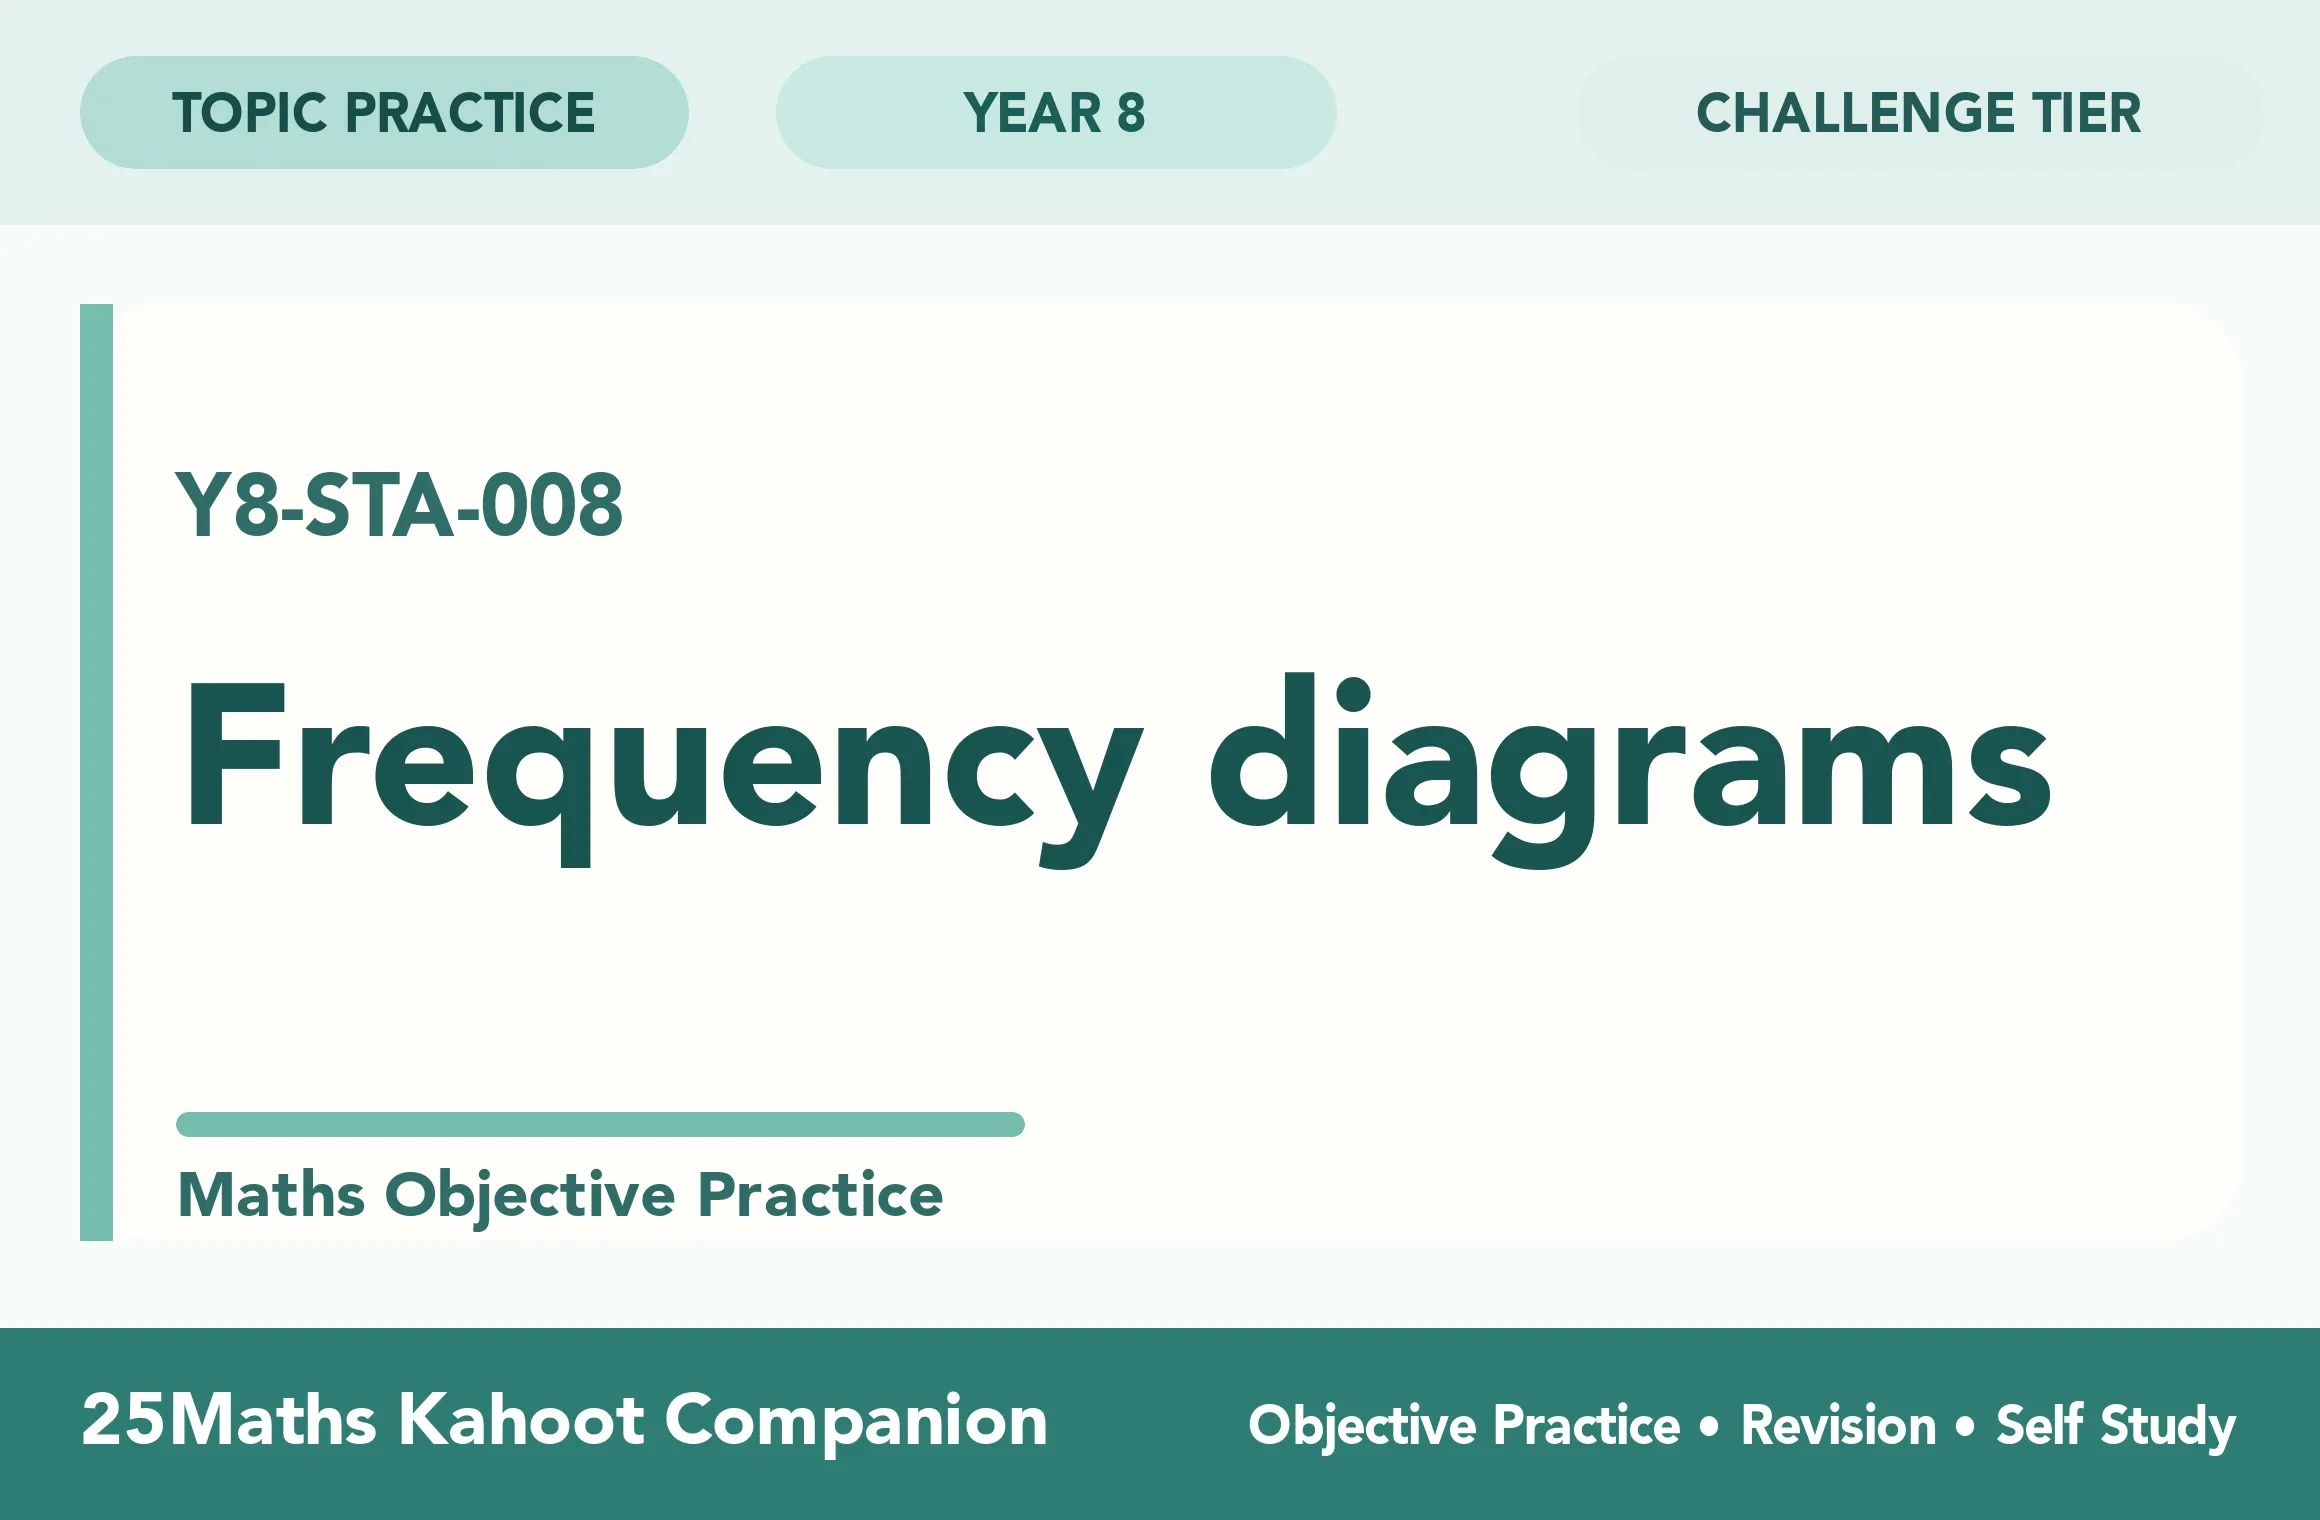 TOPIC PRACTICE
YEAR 8
CHALLENGE TIER
Y8-STA-008
Frequency diagrams
Maths Objective Practice
25Maths Kahoot Companion
Objective Practice • Revision • Self Study